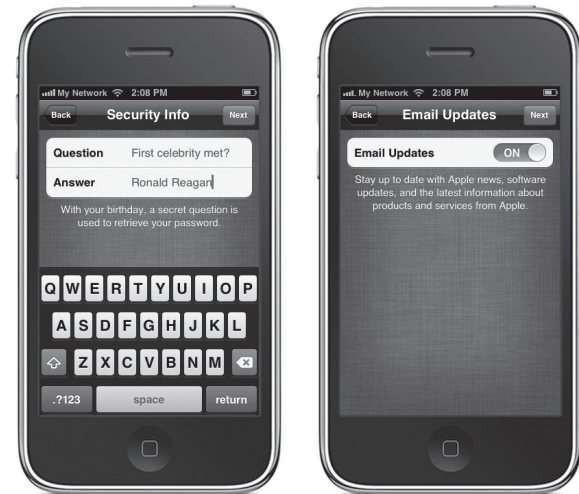 My Network 2:08 PM
Back Security Info Next
Question First celebrity met?
Answer Ronald Reagan
With your birthday, a secret question is
used to retrieve your password.
Q W E R T Y U I O P
A S D F G H J K L
Z X C V B N M
.?123 space return
My Network 2:08 PM
Back Email Updates Next
Email Updates ON
Stay up to date with Apple news, software
updates, and the latest information about
products and services from Apple.